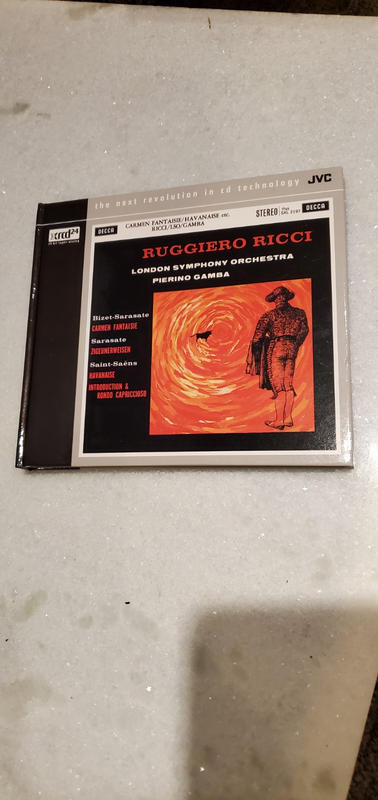 the next revolution in cd technology JVC
xrcd24
DECCA
CARMEN FANTAISIE/HAVANAISE etc.
RICCI/LSO/GAMBA
STEREO
DECCA
RUGGIERO RICCI
LONDON SYMPHONY ORCHESTRA
PIERINO GAMBA
Bizet-Sarasate
CARMEN FANTAISIE
Sarasate
ZIGEUNERWEISEN
Saint-Saëns
HAVANAISE
INTRODUCTION &
RONDO CAPRICCIOSO